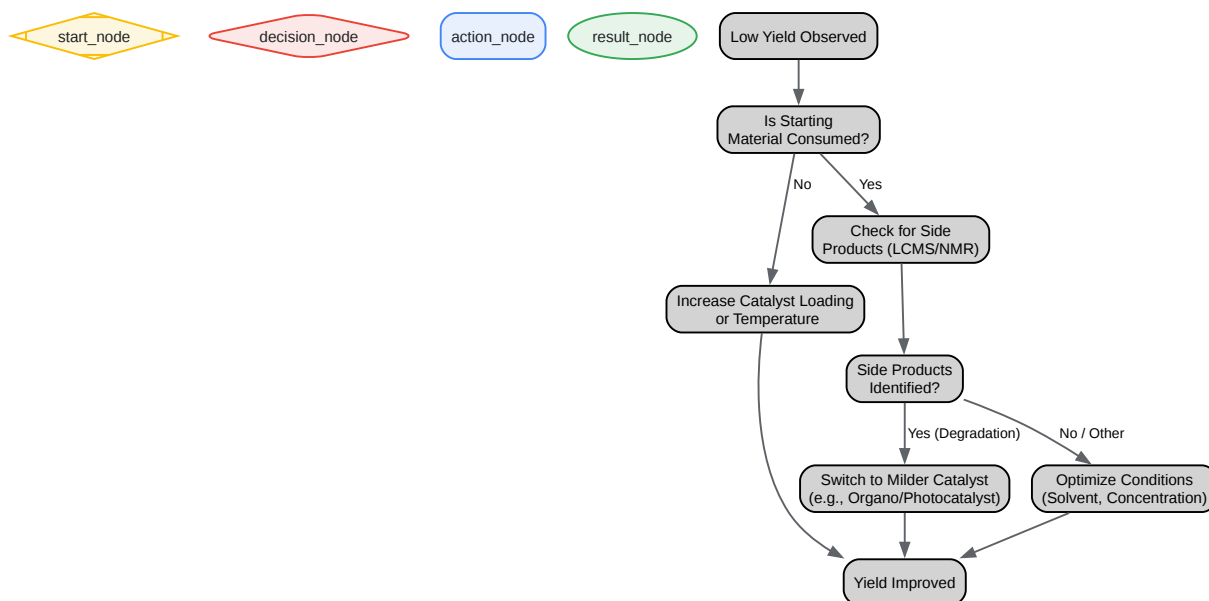 start_node
decision_node
action_node
result_node
Low Yield Observed
Is Starting
Material Consumed?
No
Yes
Check for Side
Products (LCMS/NMR)
Increase Catalyst Loading
or Temperature
Side Products
Identified?
Yes (Degradation)
No / Other
Switch to Milder Catalyst
(e.g., Organo/Photocatalyst)
Optimize Conditions
(Solvent, Concentration)
Yield Improved